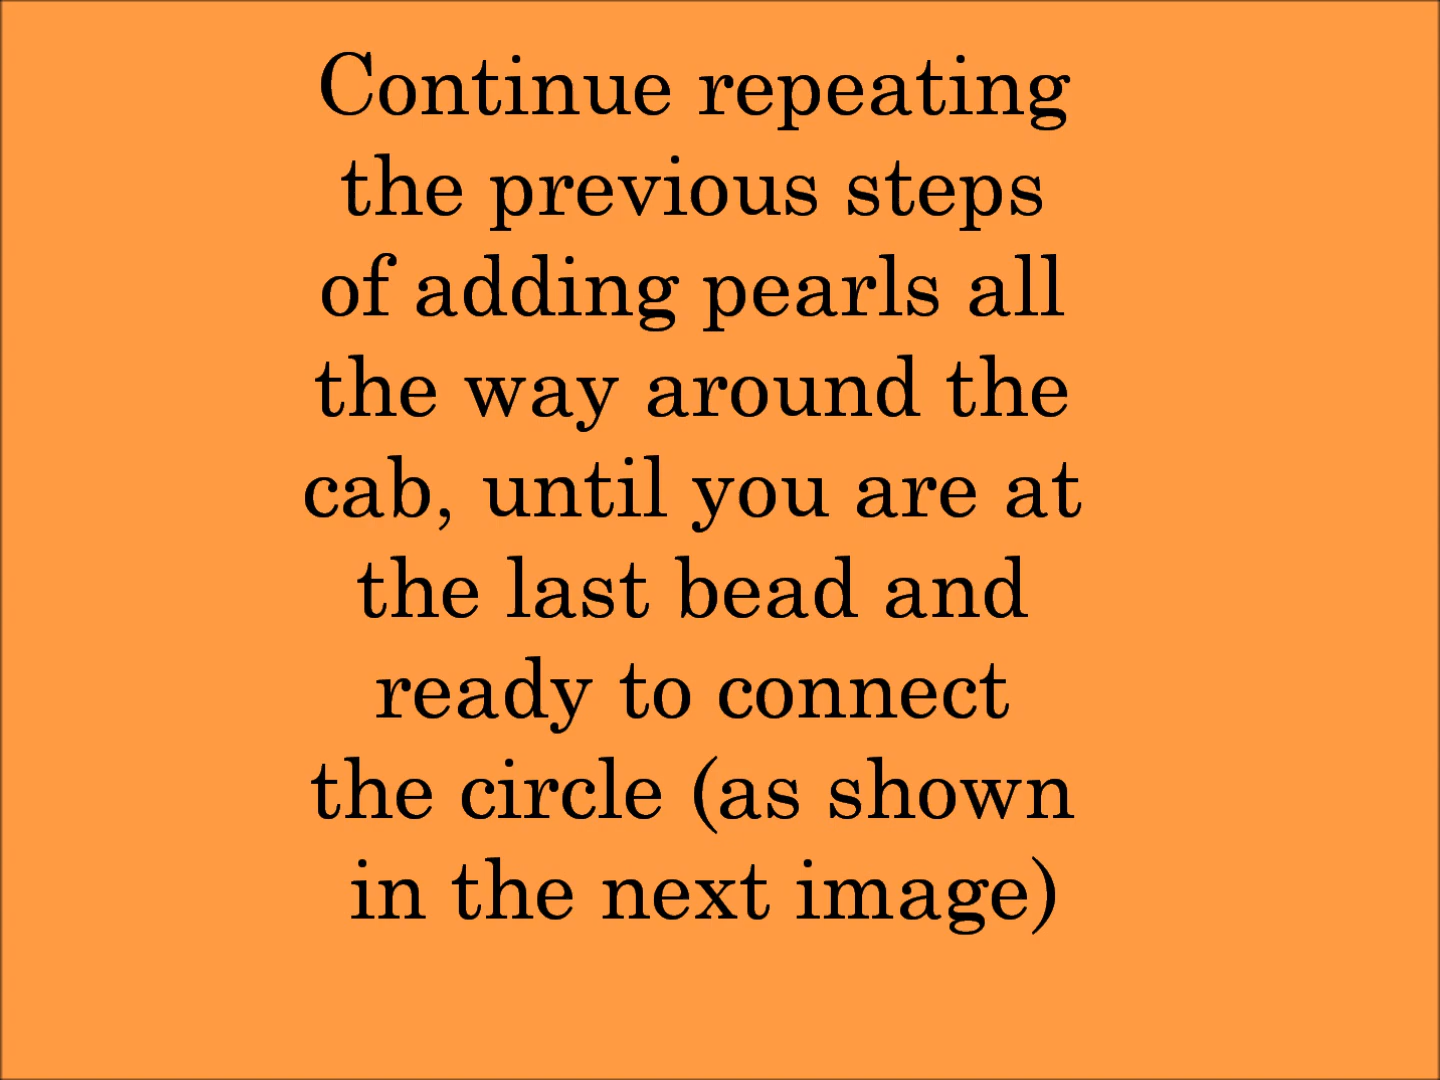 Continue repeating
the previous steps
of adding pearls all
the way around the
cab, until you are at
the last bead and
ready to connect
the circle (as shown
in the next image)